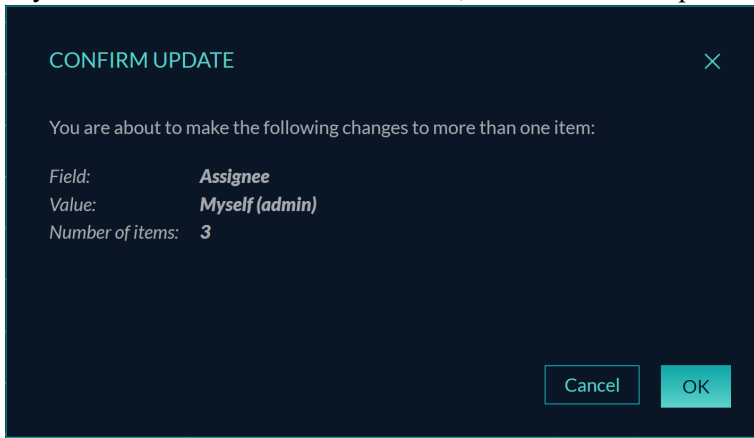 CONFIRM UPDATE
You are about to make the following changes to more than one item:
Field: Assignee
Value: Myself (admin)
Number of items: 3
Cancel OK